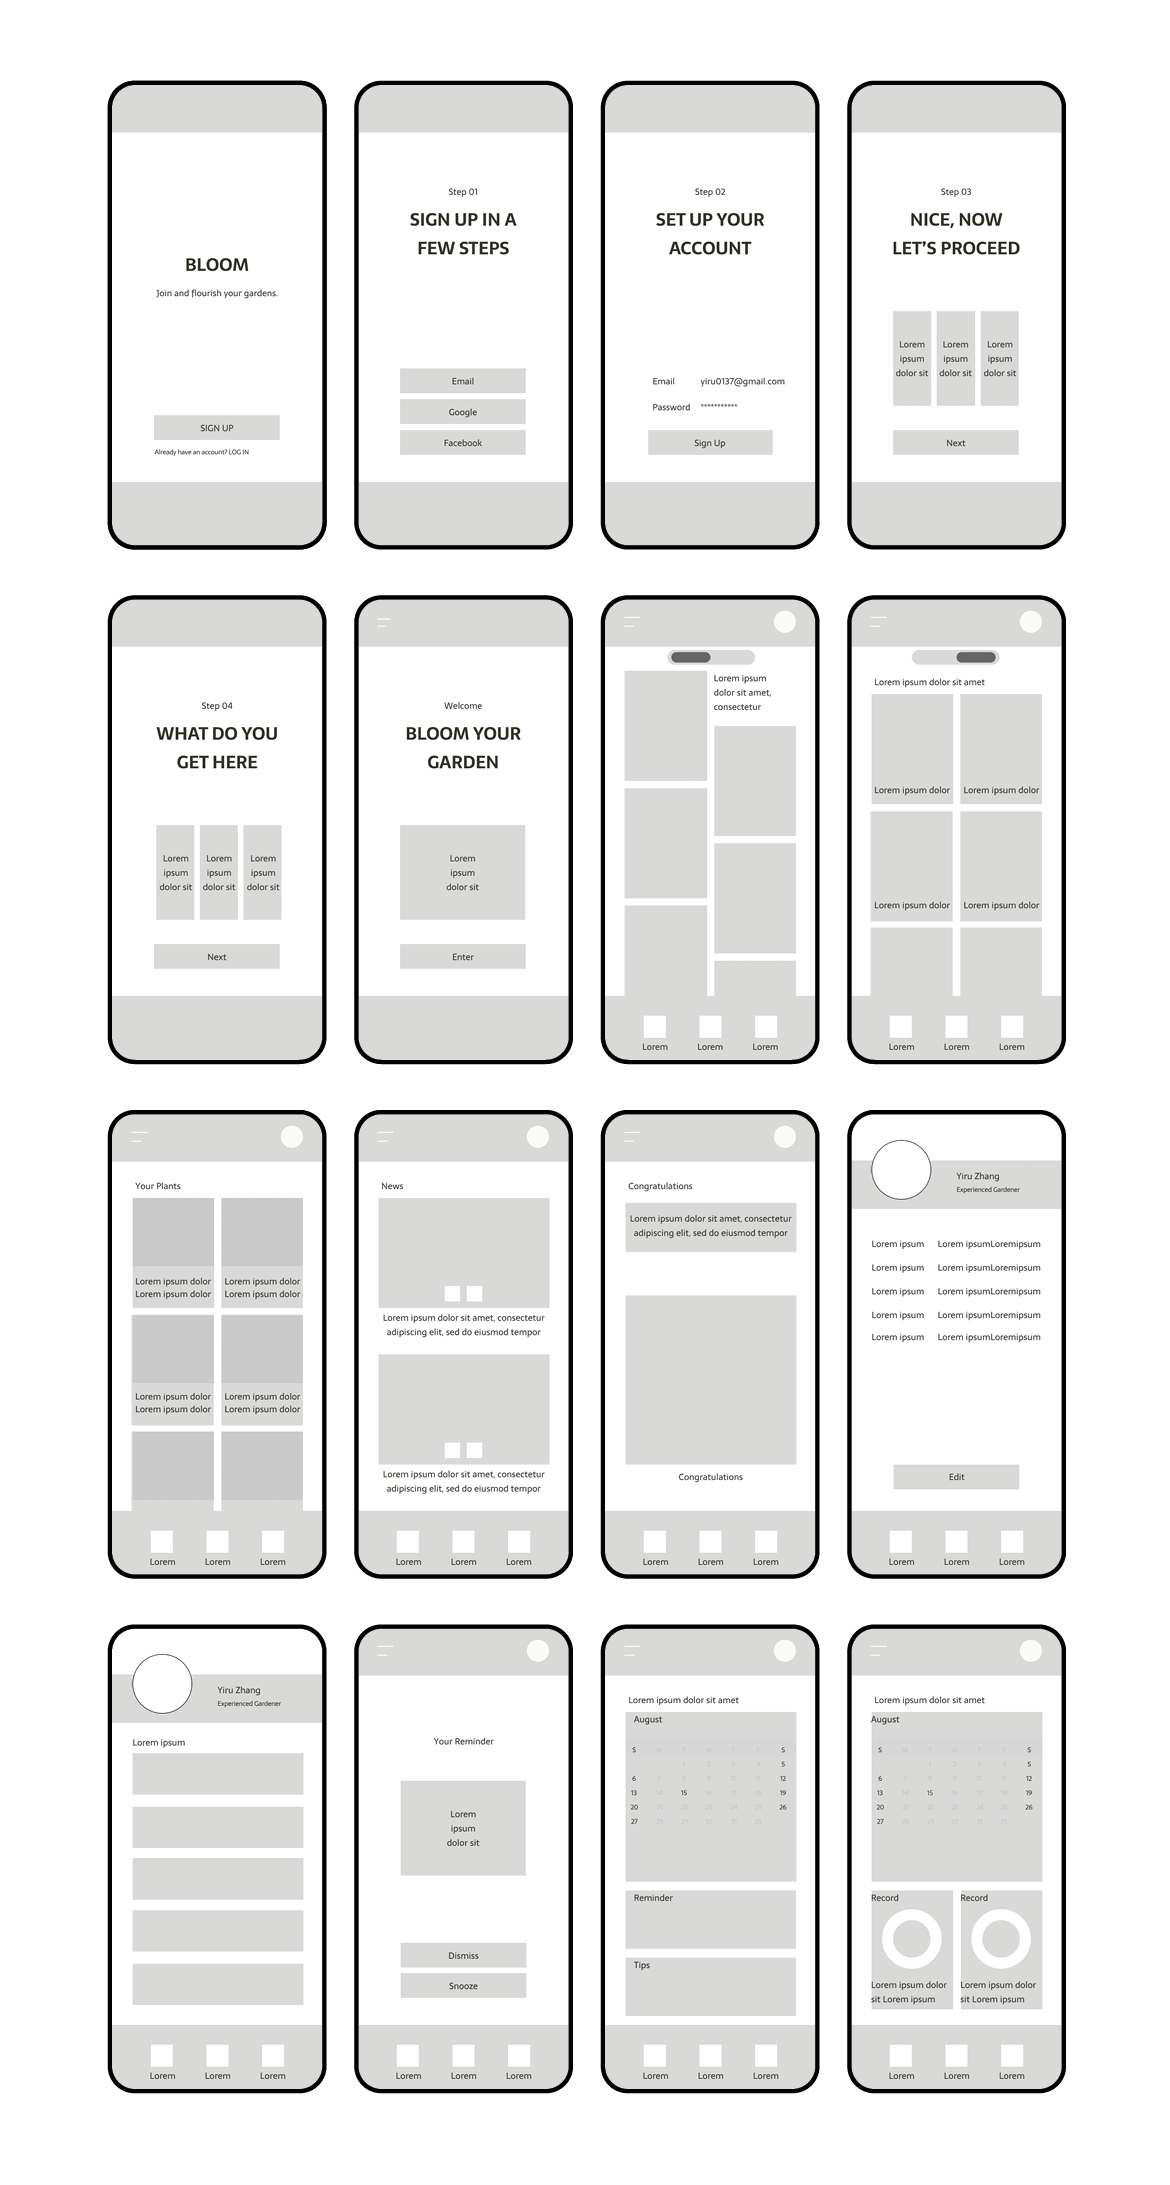 BLOOM
Join and flourish your gardens.
SIGN UP
Already have an account? LOG IN
Step 01
SIGN UP IN A
FEW STEPS
Email
Google
Facebook
Step 02
SET UP YOUR
ACCOUNT
Email yiru0137@gmail.com
Password ***********
Sign Up
Step 03
NICE, NOW
LET'S PROCEED
Lorem Lorem Lorem
ipsum ipsum ipsum
dolor sit dolor sit dolor sit
Next
Step 04
WHAT DO YOU
GET HERE
Lorem Lorem Lorem
ipsum ipsum ipsum
dolor sit dolor sit dolor sit
Next
Welcome
BLOOM YOUR
GARDEN
Lorem
ipsum
dolor sit
Enter
Lorem ipsum
dolor sit amet,
consectetur
Lorem Lorem Lorem
Lorem ipsum dolor sit amet
Lorem ipsum dolor Lorem ipsum dolor
Lorem ipsum dolor Lorem ipsum dolor
Lorem Lorem Lorem
Your Plants
Lorem ipsum dolor Lorem ipsum dolor
Lorem ipsum dolor Lorem ipsum dolor
Lorem ipsum dolor Lorem ipsum dolor
Lorem ipsum dolor Lorem ipsum dolor
Lorem Lorem Lorem
News
Lorem ipsum dolor sit amet, consectetur
adipiscing elit, sed do eiusmod tempor
Lorem ipsum dolor sit amet, consectetur
adipiscing elit, sed do eiusmod tempor
Lorem Lorem Lorem
Congratulations
Lorem ipsum dolor sit amet, consectetur
adipiscing elit, sed do eiusmod tempor
Congratulations
Lorem Lorem Lorem
Yiru Zhang
Experienced Gardener
Lorem ipsum Lorem ipsumLoremipsum
Lorem ipsum Lorem ipsumLoremipsum
Lorem ipsum Lorem ipsumLoremipsum
Lorem ipsum Lorem ipsumLoremipsum
Lorem ipsum Lorem ipsumLoremipsum
Edit
Lorem Lorem Lorem
Yiru Zhang
Experienced Gardener
Lorem ipsum
Lorem Lorem Lorem
Your Reminder
Lorem
ipsum
dolor sit
Dismiss
Snooze
Lorem Lorem Lorem
Lorem ipsum dolor sit amet
August
S M T W T F S
1 2 3 4 5
6 7 8 9 10 11 12
13 14 15 16 17 18 19
20 21 22 23 24 25 26
27 28 29 30 31 25
Reminder
Tips
Lorem Lorem Lorem
Lorem ipsum dolor sit amet
August
S M T W T F S
1 2 3 4 5
6 7 8 9 10 11 12
13 14 15 16 17 18 19
20 21 22 23 24 25 26
27 28 29 30 31 25
Record Record
Lorem ipsum dolor Lorem ipsum dolor
sit Lorem ipsum sit Lorem ipsum
Lorem Lorem Lorem